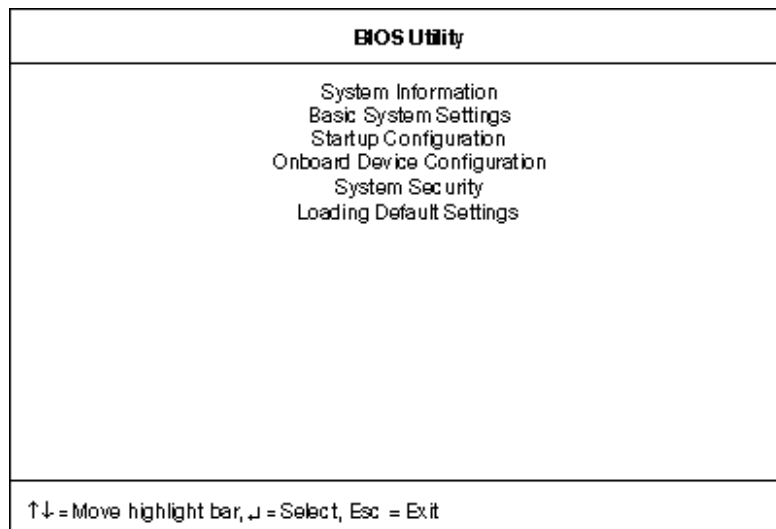 BIOS Utility
System Information
Basic System Settings
Startup Configuration
Onboard Device Configuration
System Security
Loading Default Settings
↑↓ = Move highlight bar, ↵ = Select, Esc = Exit